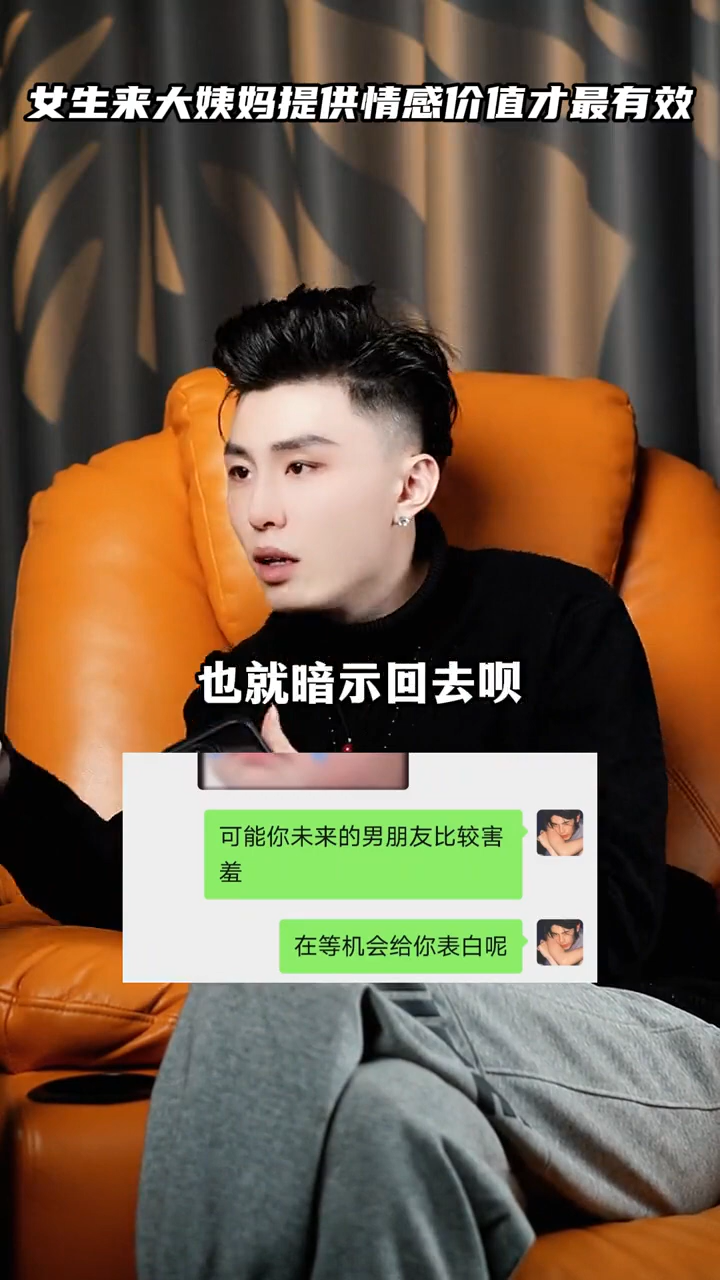 女生来大姨妈提供情感价值才最有效
也就暗示回去呗
可能你未来的男朋友比较害
羞
在等机会给你表白呢